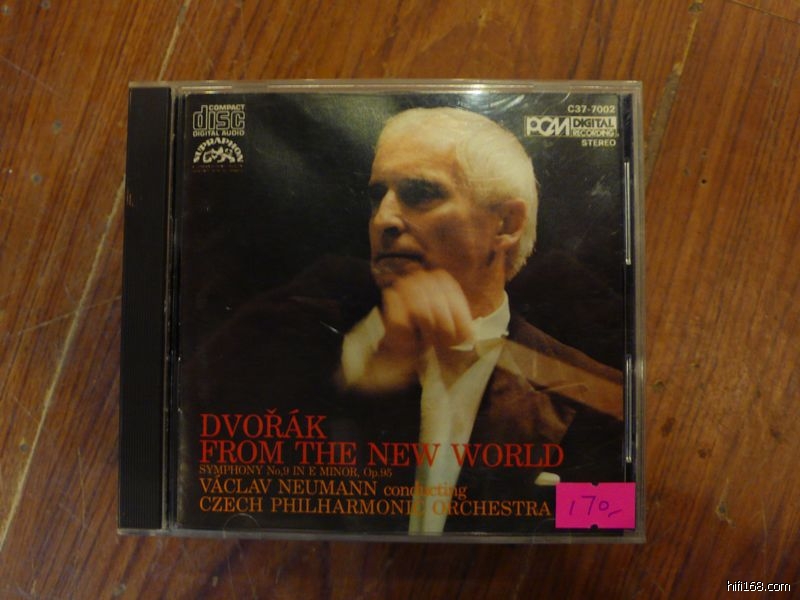 COMPACT
disc
DIGITAL AUDIO
SUPRAPHON
C37-7002
PCM DIGITAL
RECORDING
STEREO
DVOŘÁK
FROM THE NEW WORLD
SYMPHONY No,9 IN E MINOR, Op.95
VÁCLAV NEUMANN conducting
CZECH PHILHARMONIC ORCHESTRA
170,-
hifi168.com